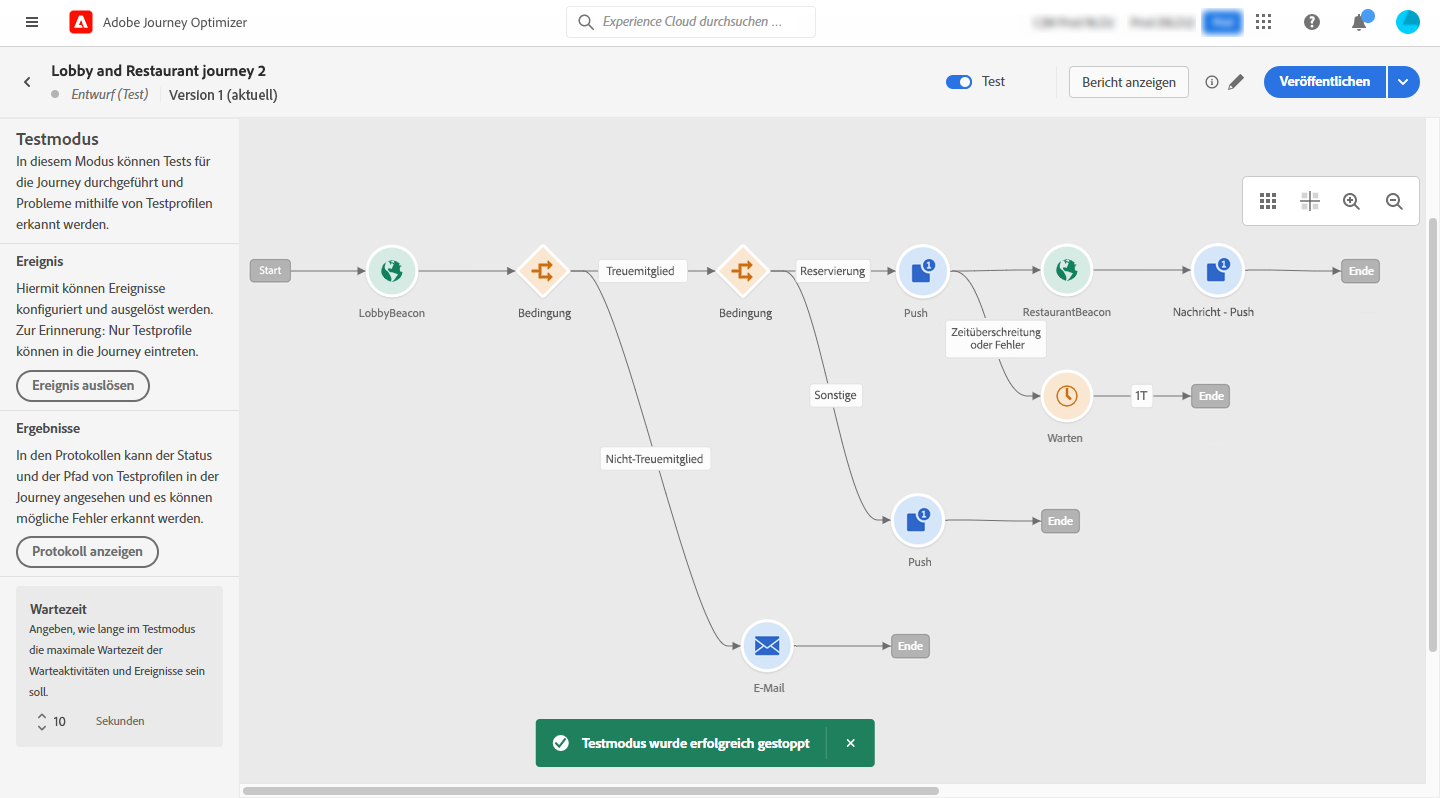 Adobe Journey Optimizer
Experience Cloud durchsuchen ...
Lobby and Restaurant journey 2
Entwurf (Test)
Version 1 (aktuell)
Test
Bericht anzeigen
Veröffentlichen
Testmodus
In diesem Modus können Tests für
die Journey durchgeführt und
Probleme mithilfe von Testprofilen
erkannt werden.
Ereignis
Hiermit können Ereignisse
konfiguriert und ausgelöst werden.
Zur Erinnerung: Nur Testprofile
können in die Journey eintreten.
Ereignis auslösen
Ergebnisse
In den Protokollen kann der Status
und der Pfad von Testprofilen in der
Journey angesehen und es können
mögliche Fehler erkannt werden.
Protokoll anzeigen
Wartezeit
Angeben, wie lange im Testmodus
die maximale Wartezeit der
Warteaktivitäten und Ereignisse sein
soll.
10
Sekunden
Start
LobbyBeacon
Bedingung
Treuemitglied
Bedingung
Reservierung
1
Push
RestaurantBeacon
1
Nachricht - Push
Ende
Zeitüberschreitung
oder Fehler
Warten
1T
Ende
Sonstige
1
Push
Ende
Nicht-Treuemitglied
E-Mail
Ende
Testmodus wurde erfolgreich gestoppt